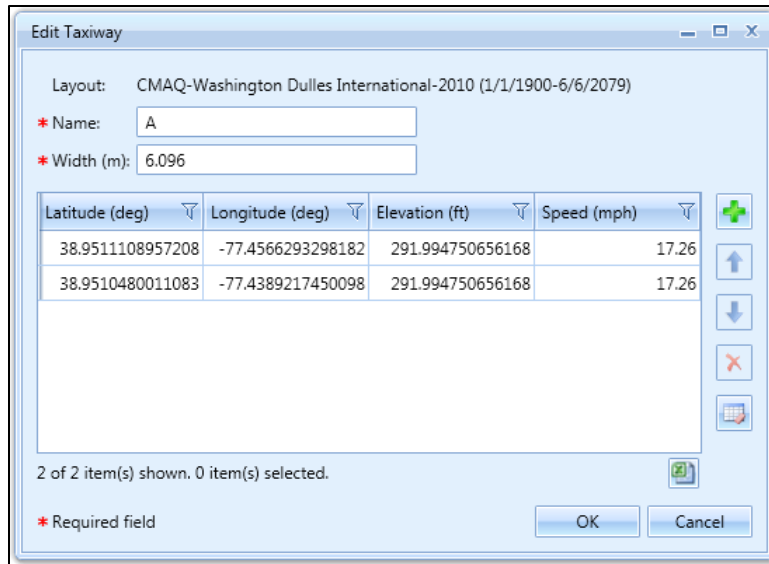 Edit Taxiway
Layout: CMAQ-Washington Dulles International-2010 (1/1/1900-6/6/2079)
* Name: A
* Width (m): 6.096
Latitude (deg) Longitude (deg) Elevation (ft) Speed (mph)
38.9511108957208 -77.4566293298182 291.994750656168 17.26
38.9510480011083 -77.4389217450098 291.994750656168 17.26
2 of 2 item(s) shown. 0 item(s) selected.
* Required field OK Cancel